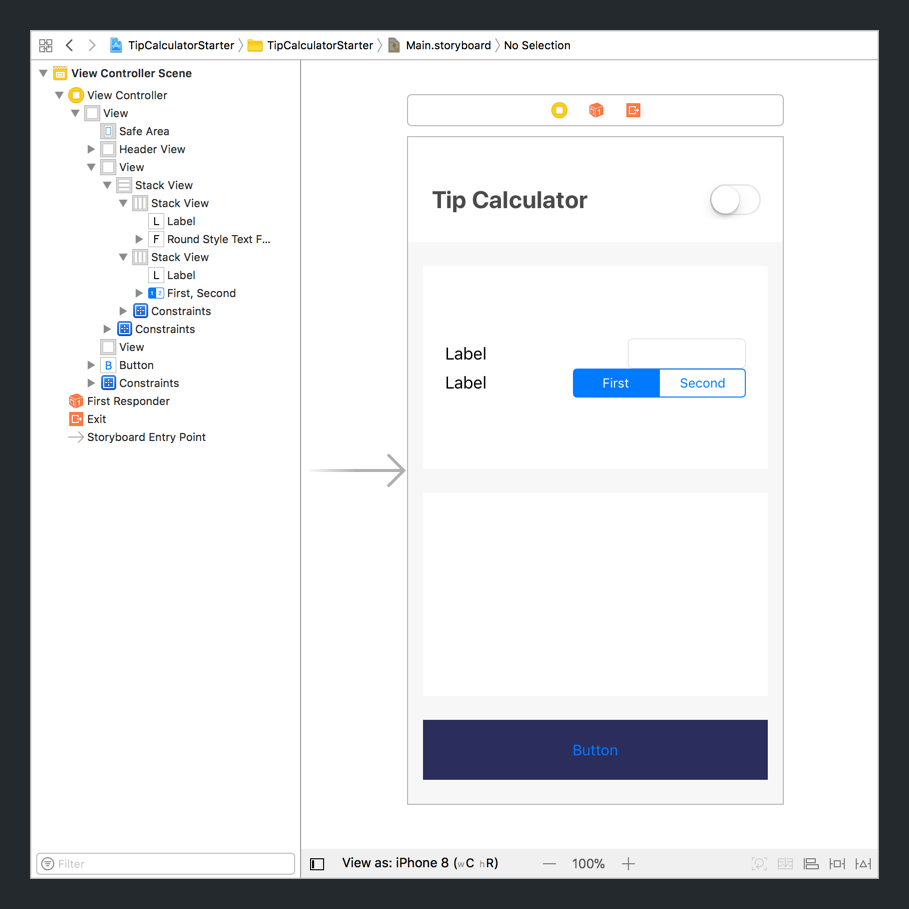 TipCalculatorStarter TipCalculatorStarter Main.storyboard No Selection
View Controller Scene
View Controller
View
Safe Area
Header View
View
Stack View
Stack View
L Label
F Round Style Text F...
Stack View
L Label
1 2 First, Second
Constraints
Constraints
View
B Button
Constraints
First Responder
Exit
Storyboard Entry Point
Filter
Tip Calculator
Label
Label First Second
Button
View as: iPhone 8 (wC hR) — 100% +